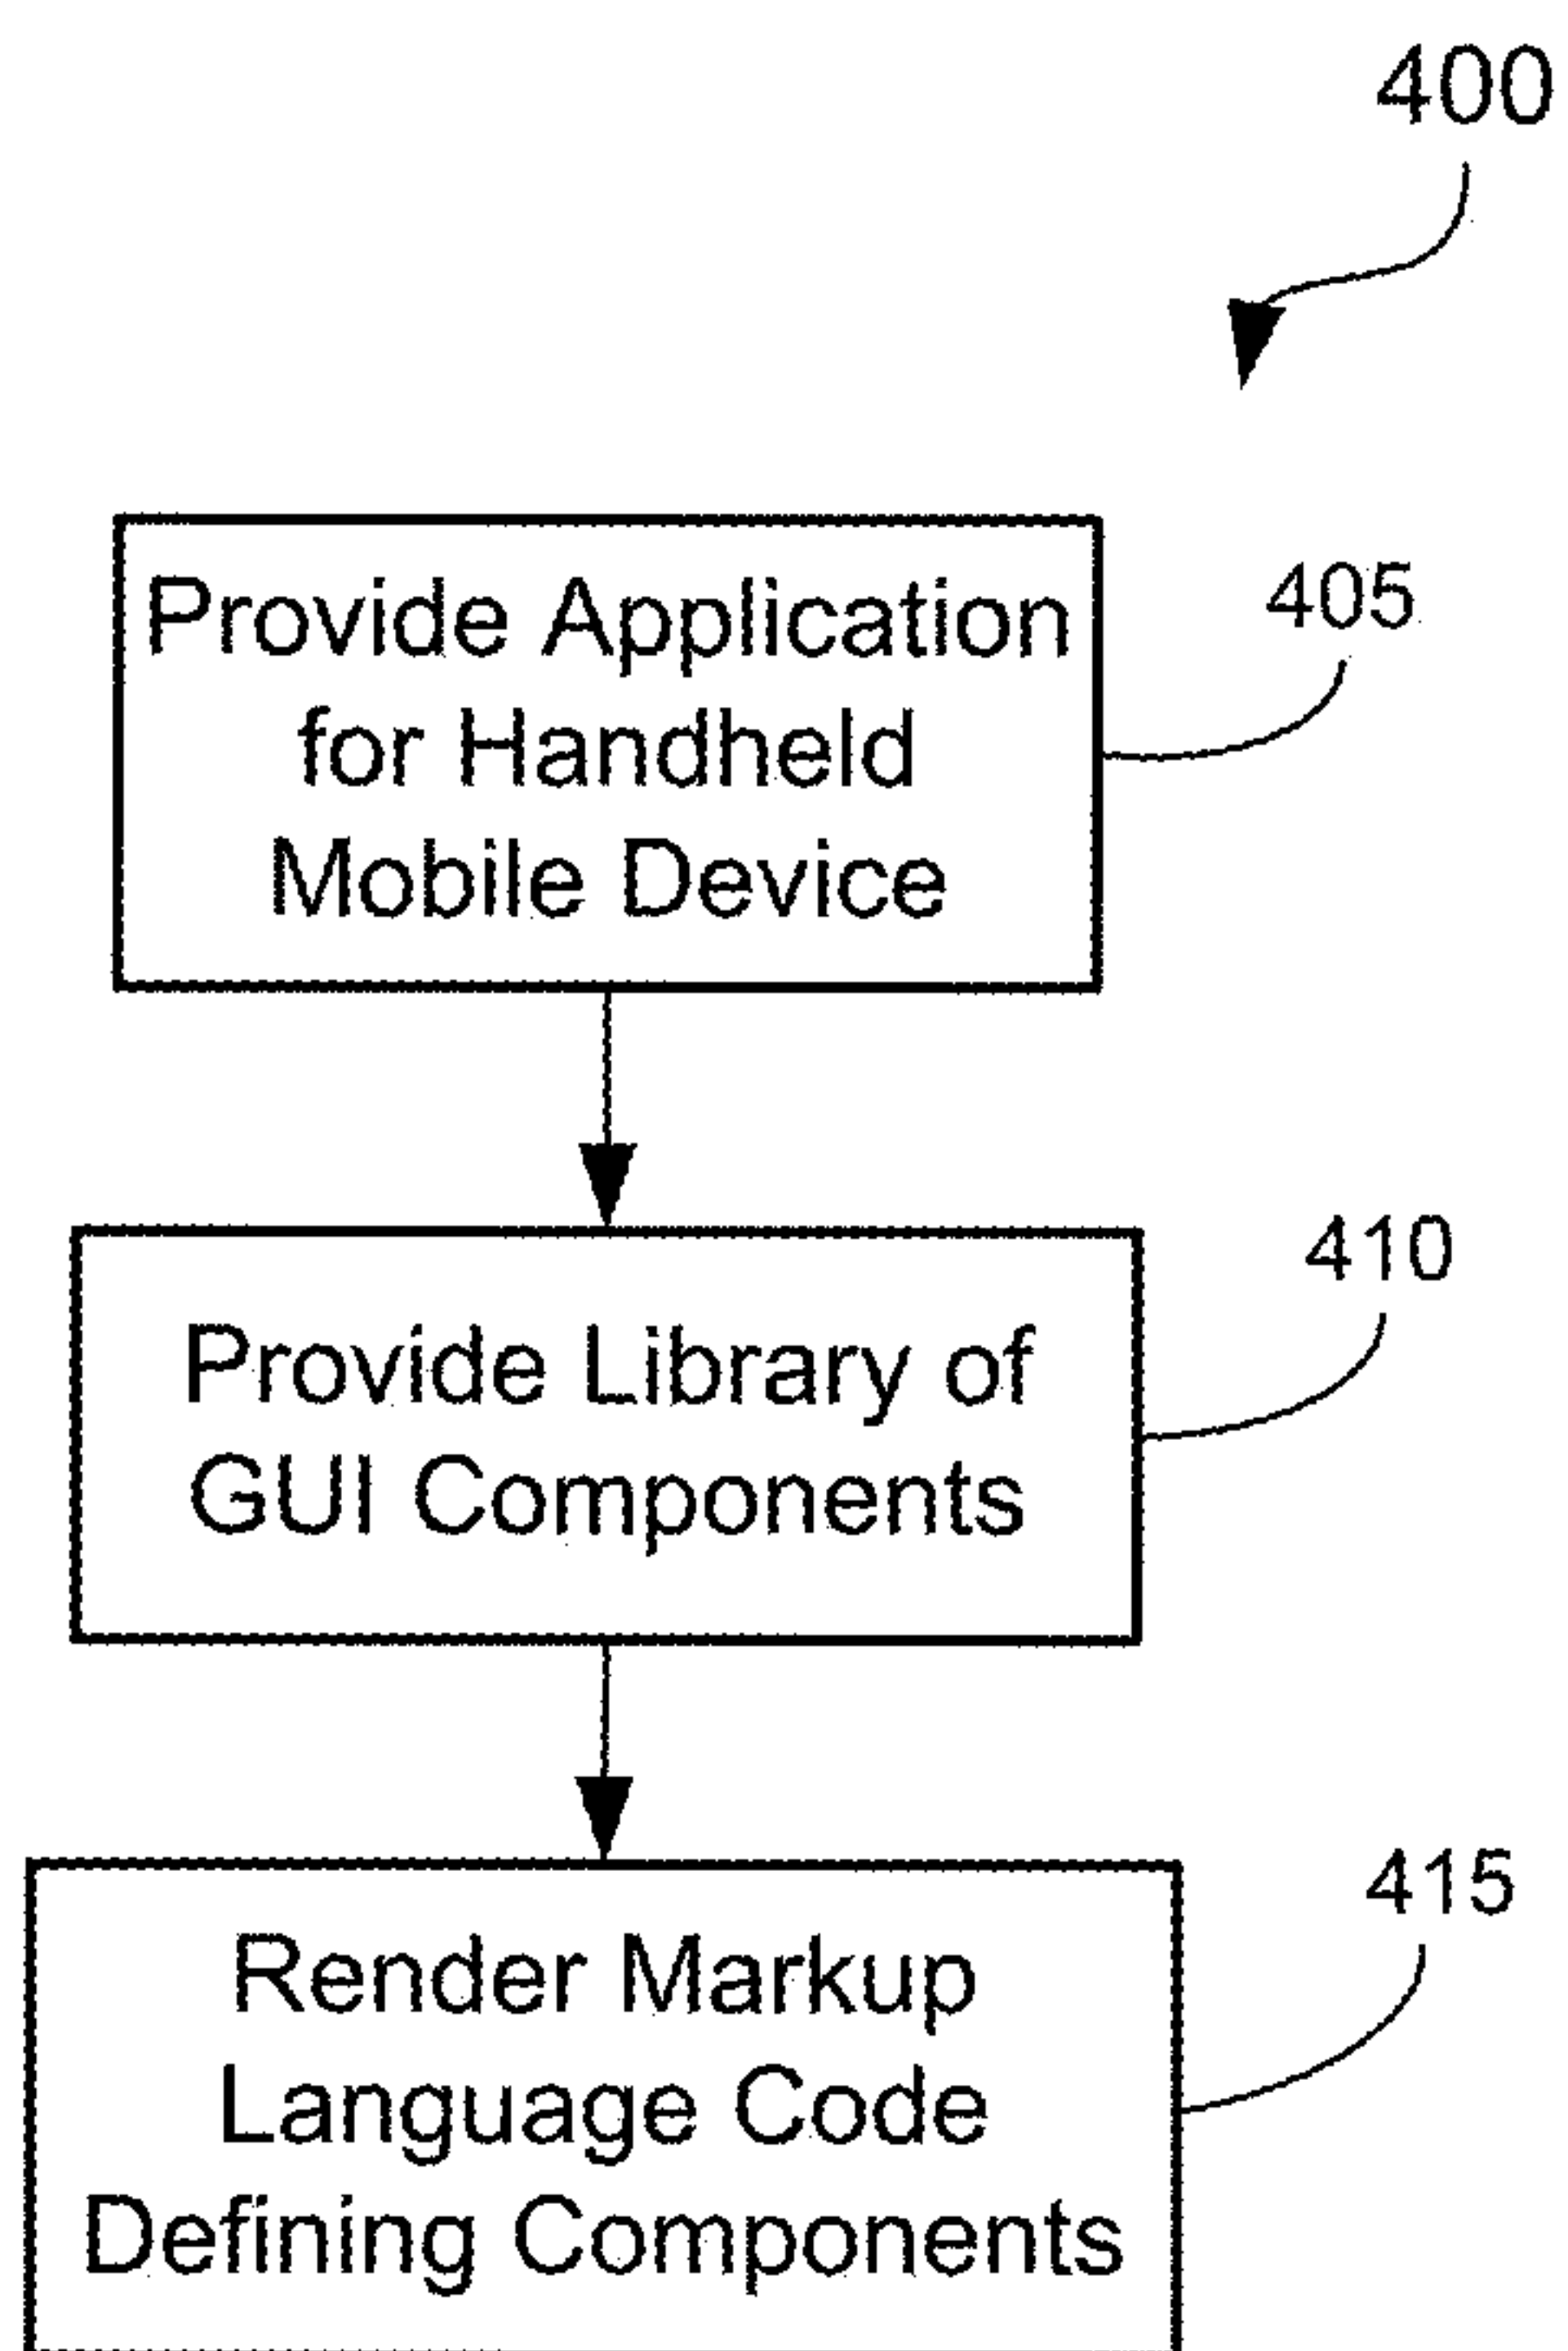 400
Provide Application
for Handheld
Mobile Device
405
Provide Library of
GUI Components
410
Render Markup
Language Code
Defining Components
415